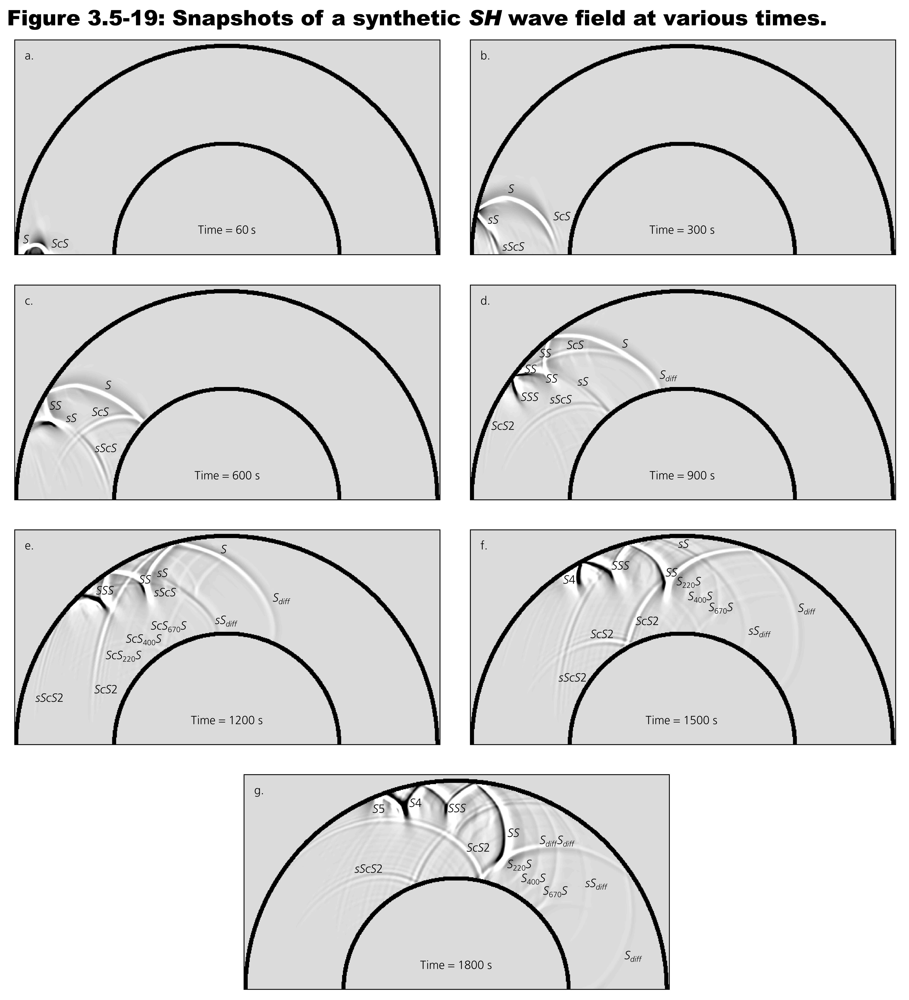 Figure 3.5-19: Snapshots of a synthetic SH wave field at various times.
a.
S
ScS
Time = 60 s
b.
S
sS
ScS
sScS
Time = 300 s
c.
S
SS
sS
ScS
sScS
Time = 600 s
d.
ScS
S
SS
SS
SS
sS
Sdiff
SSS
sScS
ScS2
Time = 900 s
e.
S
sS
SS
SSS
sScS
Sdiff
sSdiff
ScS670S
ScS400S
ScS220S
ScS2
sScS2
Time = 1200 s
f.
sS
SSS
SS
S4
S220S
S400S
S670S
Sdiff
ScS2
ScS2
sSdiff
sScS2
Time = 1500 s
g.
S5
S4
SSS
SS
SdiffSdiff
ScS2
S220S
sScS2
S400S
sSdiff
S670S
Sdiff
Time = 1800 s